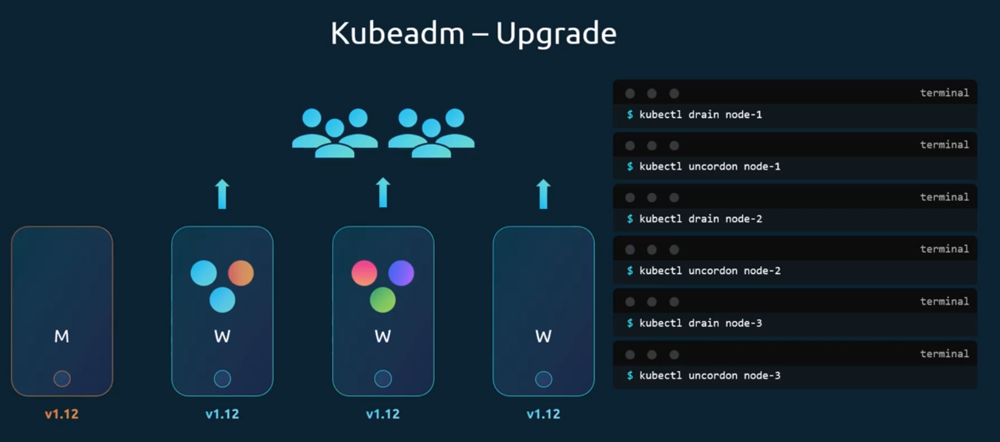 Kubeadm – Upgrade
terminal
$ kubectl drain node-1
terminal
$ kubectl uncordon node-1
terminal
$ kubectl drain node-2
terminal
$ kubectl uncordon node-2
terminal
$ kubectl drain node-3
terminal
$ kubectl uncordon node-3
M W W W
v1.12 v1.12 v1.12 v1.12